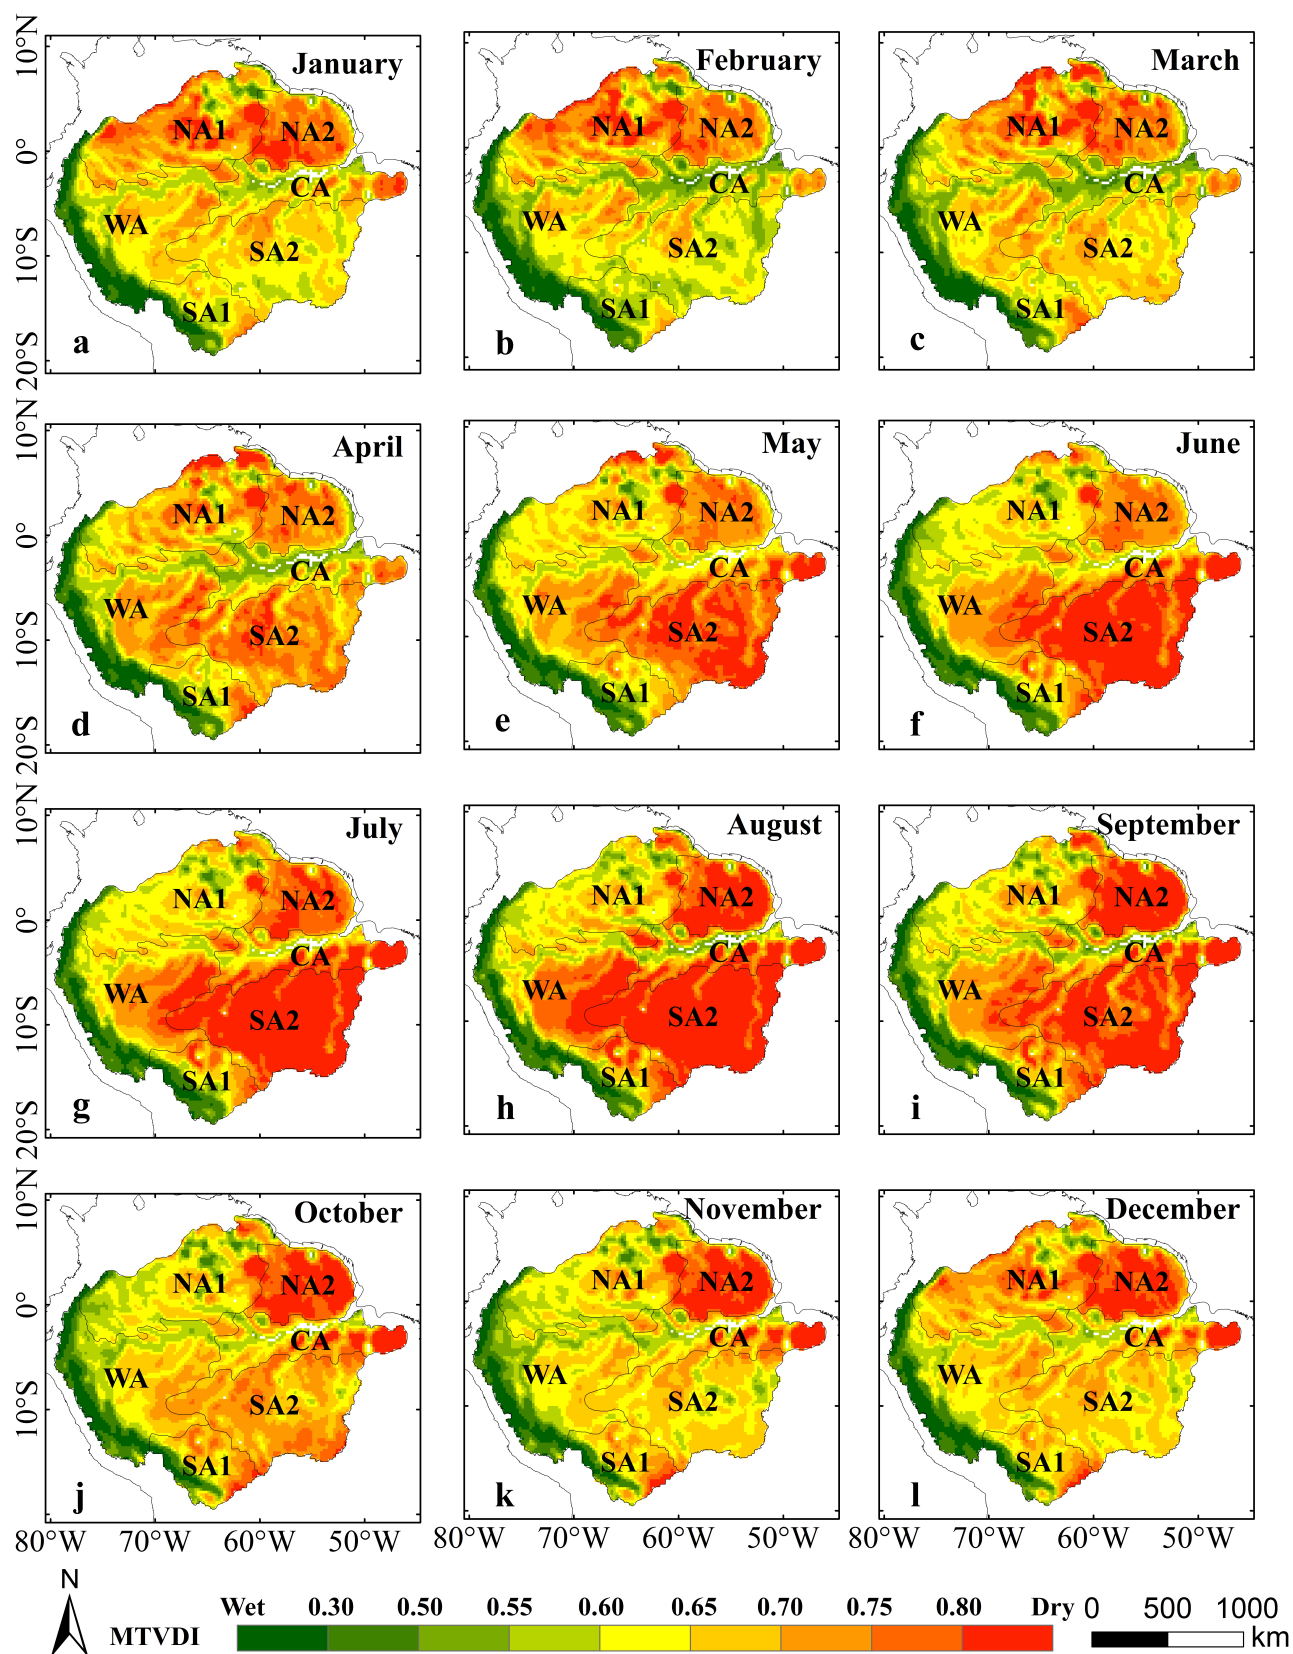 January
February
March
10°N
0°
10°S
20°S
NA1
NA2
CA
WA
SA2
SA1
a
NA1
NA2
CA
WA
SA2
SA1
b
NA1
NA2
CA
WA
SA2
SA1
c
April
May
June
10°N
0°
10°S
20°S
NA1
NA2
CA
WA
SA2
SA1
d
NA1
NA2
CA
WA
SA2
SA1
e
NA1
NA2
CA
WA
SA2
SA1
f
July
August
September
10°N
0°
10°S
20°S
NA1
NA2
CA
WA
SA2
SA1
g
NA1
NA2
CA
WA
SA2
SA1
h
NA1
NA2
CA
WA
SA2
SA1
i
October
November
December
10°N
0°
10°S
NA1
NA2
CA
WA
SA2
SA1
j
NA1
NA2
CA
WA
SA2
SA1
k
NA1
NA2
CA
WA
SA2
SA1
l
80°W 70°W 60°W 50°W
80°W 70°W 60°W 50°W
80°W 70°W 60°W 50°W
N
Wet 0.30 0.50 0.55 0.60 0.65 0.70 0.75 0.80 Dry
MTVDI
0 500 1000
km